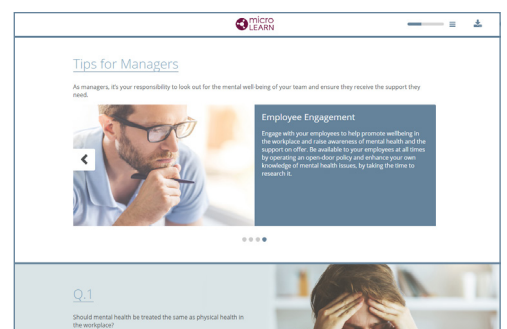 micro
LEARN
Tips for Managers
As managers, it's your responsibility to look out for the mental well-being of your team and ensure they receive the support they
need.
Employee Engagement
Engage with your employees to help promote wellbeing in
the workplace and raise awareness of mental health and the
support on offer. Be available to your employees at all times
by operating an open-door policy and enhance your own
knowledge of mental health issues, by taking the time to
research it.
Q.1
Should mental health be treated the same as physical health in
the workplace?